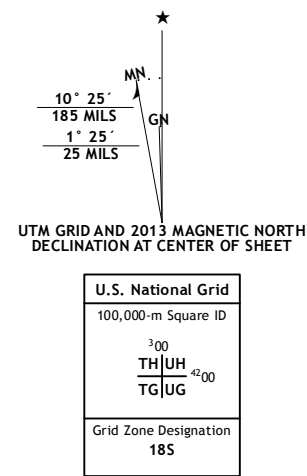 MN
GN
10° 25´
185 MILS
1° 25´
25 MILS
UTM GRID AND 2013 MAGNETIC NORTH
DECLINATION AT CENTER OF SHEET
U.S. National Grid
100,000-m Square ID
³00
TH UH
⁴²00
TG UG
Grid Zone Designation
18S